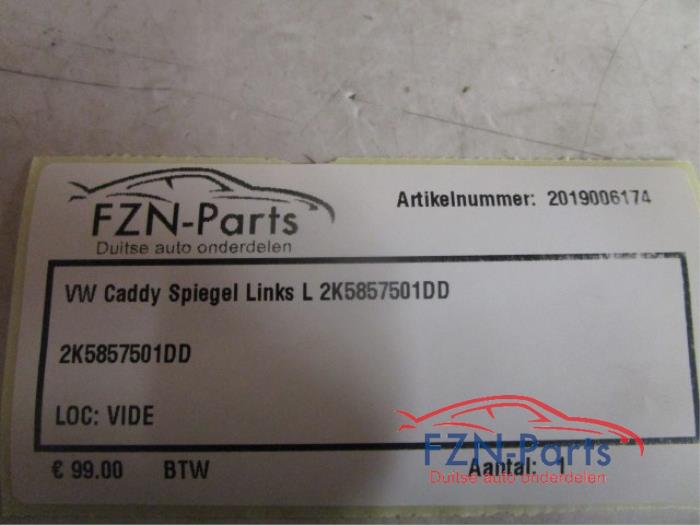 FZN-Parts
Duitse auto onderdelen
Artikelnummer: 2019006174
VW Caddy Spiegel Links L 2K5857501DD
2K5857501DD
LOC: VIDE
€ 99.00 BTW Aantal: 1
FZN-Parts
Duitse auto onderdelen